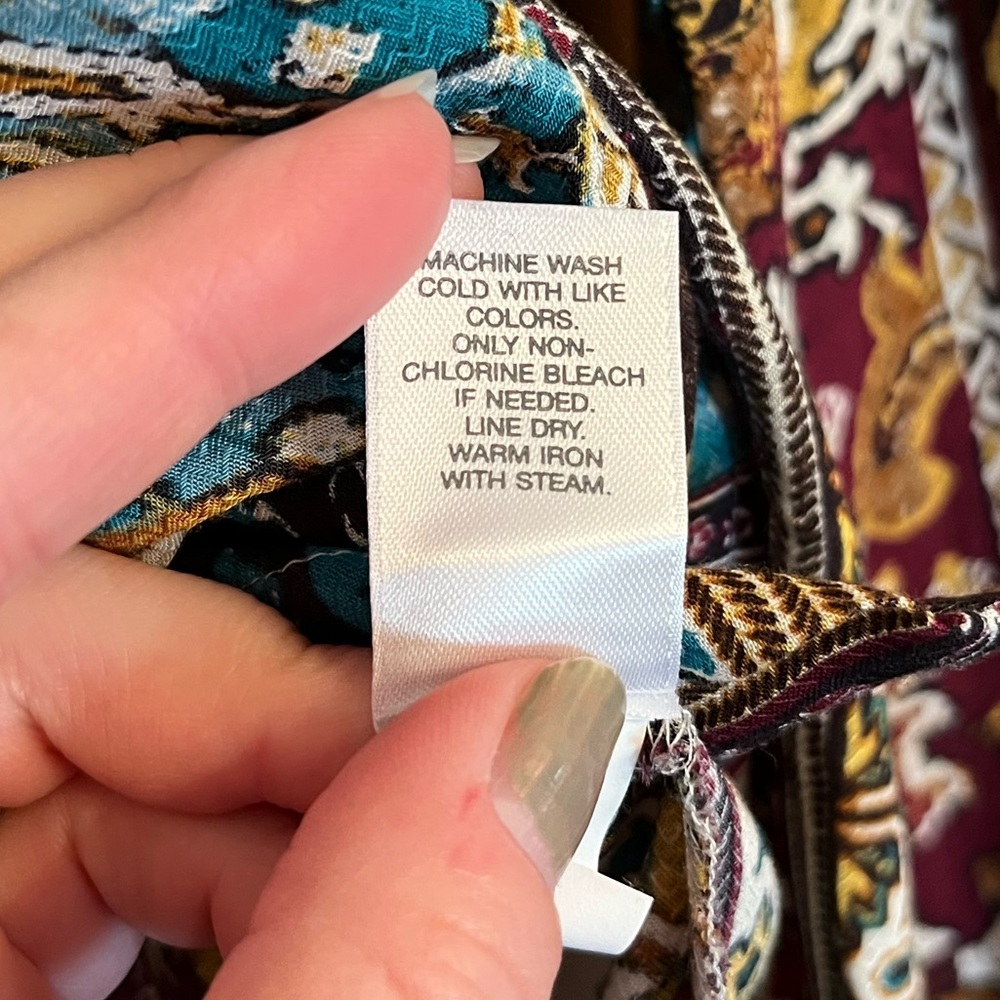 MACHINE WASH
COLD WITH LIKE
COLORS.
ONLY NON-
CHLORINE BLEACH
IF NEEDED.
LINE DRY.
WARM IRON
WITH STEAM.